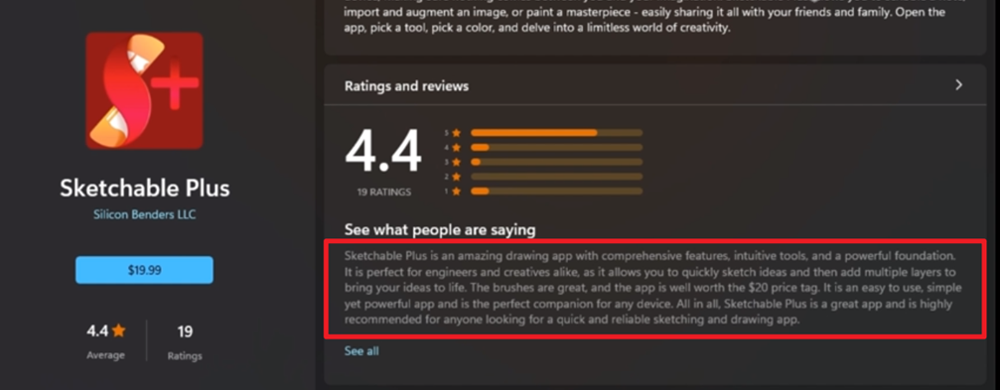 import and augment an image, or paint a masterpiece - easily sharing it all with your friends and family. Open the
app, pick a tool, pick a color, and delve into a limitless world of creativity.
Sketchable Plus
Silicon Benders LLC
$19.99
4.4
Average
19
Ratings
Ratings and reviews
4.4
19 RATINGS
5
4
3
2
1
See what people are saying
Sketchable Plus is an amazing drawing app with comprehensive features, intuitive tools, and a powerful foundation.
It is perfect for engineers and creatives alike, as it allows you to quickly sketch ideas and then add multiple layers to
bring your ideas to life. The brushes are great, and the app is well worth the $20 price tag. It is an easy to use, simple
yet powerful app and is the perfect companion for any device. All in all, Sketchable Plus is a great app and is highly
recommended for anyone looking for a quick and reliable sketching and drawing app.
See all